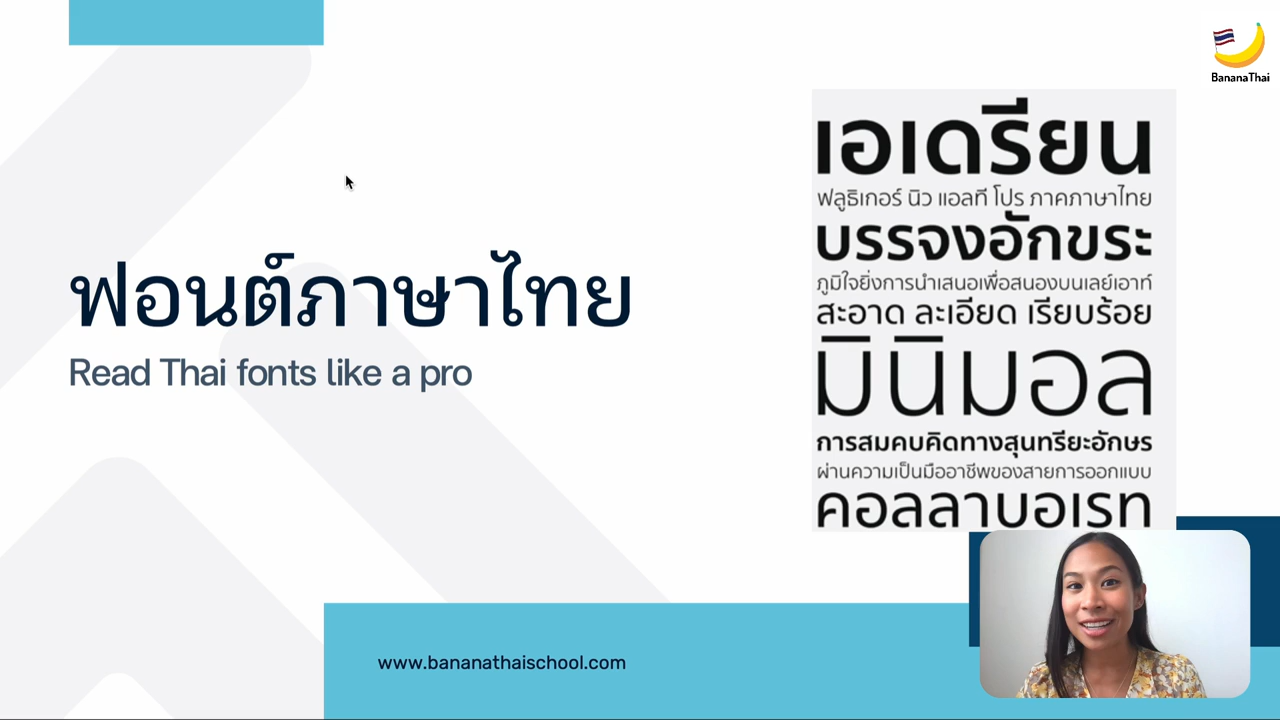 BananaThai
ฟอนต์ภาษาไทย
Read Thai fonts like a pro
เอเดรียน
ฟลูธิเกอร์ นิว แอลที โปร ภาคภาษาไทย
บรรจงอักขระ
ภูมิใจยิ่งการนำเสนอเพื่อสนองบนเลย์เอาท์
สะอาด ละเอียด เรียบร้อย
มินิมอล
การสมคบคิดทางสุนทรียะอักษร
ผ่านความเป็นมืออาชีพของสายการออกแบบ
คอลลาบอเรท
www.bananathaischool.com